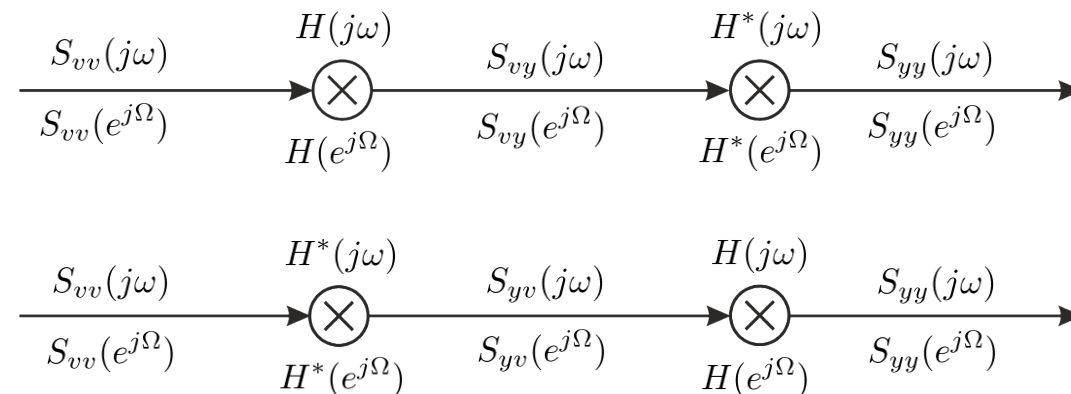 H(jω) H*(jω)
S_{vv}(jω) S_{vy}(jω) S_{yy}(jω)
S_{vv}(e^{jΩ}) S_{vy}(e^{jΩ}) S_{yy}(e^{jΩ})
H(e^{jΩ}) H*(e^{jΩ})
H*(jω) H(jω)
S_{vv}(jω) S_{yv}(jω) S_{yy}(jω)
S_{vv}(e^{jΩ}) S_{yv}(e^{jΩ}) S_{yy}(e^{jΩ})
H*(e^{jΩ}) H(e^{jΩ})